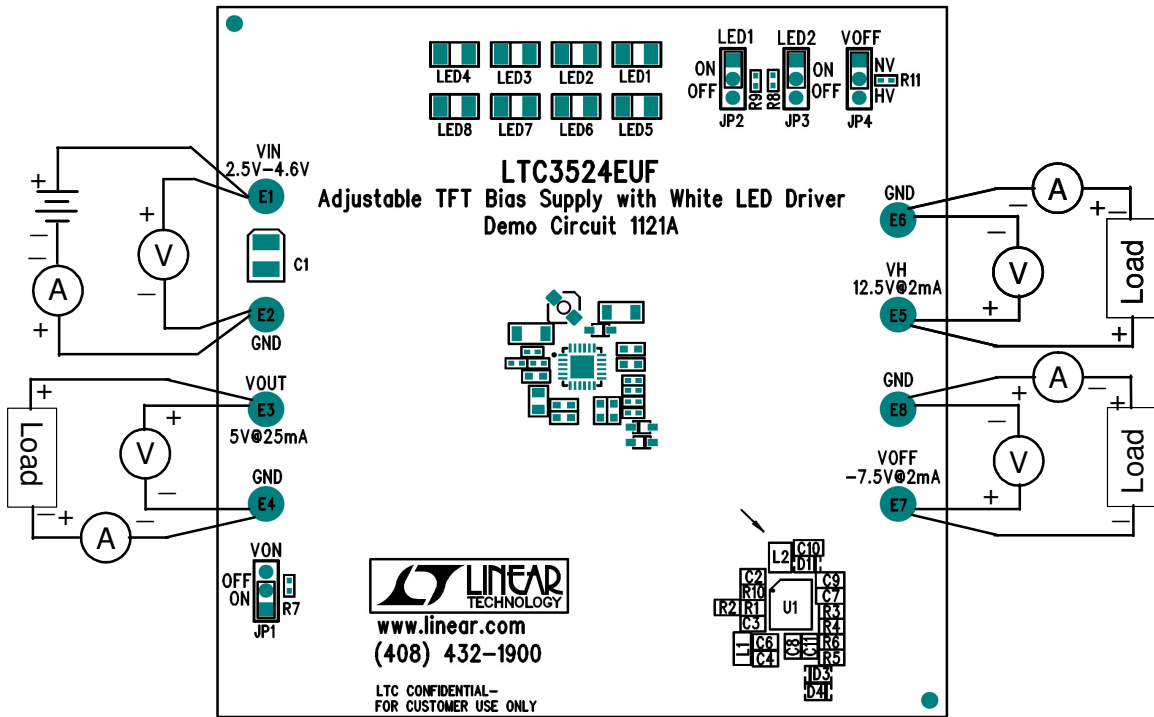 LED1 LED2 VOFF
LED4 LED3 LED2 LED1
ON OFF
ON OFF
NV HV
R9 R8 R11
JP2 JP3 JP4
LED8 LED7 LED6 LED5
LTC3524EUF
Adjustable TFT Bias Supply with White LED Driver
Demo Circuit 1121A
VIN
2.5V-4.6V
E1
+
+
V
A
-
-
-
+
C1
E2
GND
VOUT
E3
5V@25mA
+
+
V
Load
-
-
GND
E4
+
A
-
GND
E6
A
+
-
-
V
Load
VH
12.5V@2mA
E5
+
+
GND
E8
A
-
+
+
V
Load
VOFF
-7.5V@2mA
E7
+
-
VON
OFF
ON
R7
JP1
LINEAR
TECHNOLOGY
www.linear.com
(408) 432-1900
LTC CONFIDENTIAL-
FOR CUSTOMER USE ONLY
L2 C10
D1
C2 C9
R10 U1 C7
R2 R1 R3
C3 R4
L1 C6 C8 C11 R6
C4 R5
D3
D4